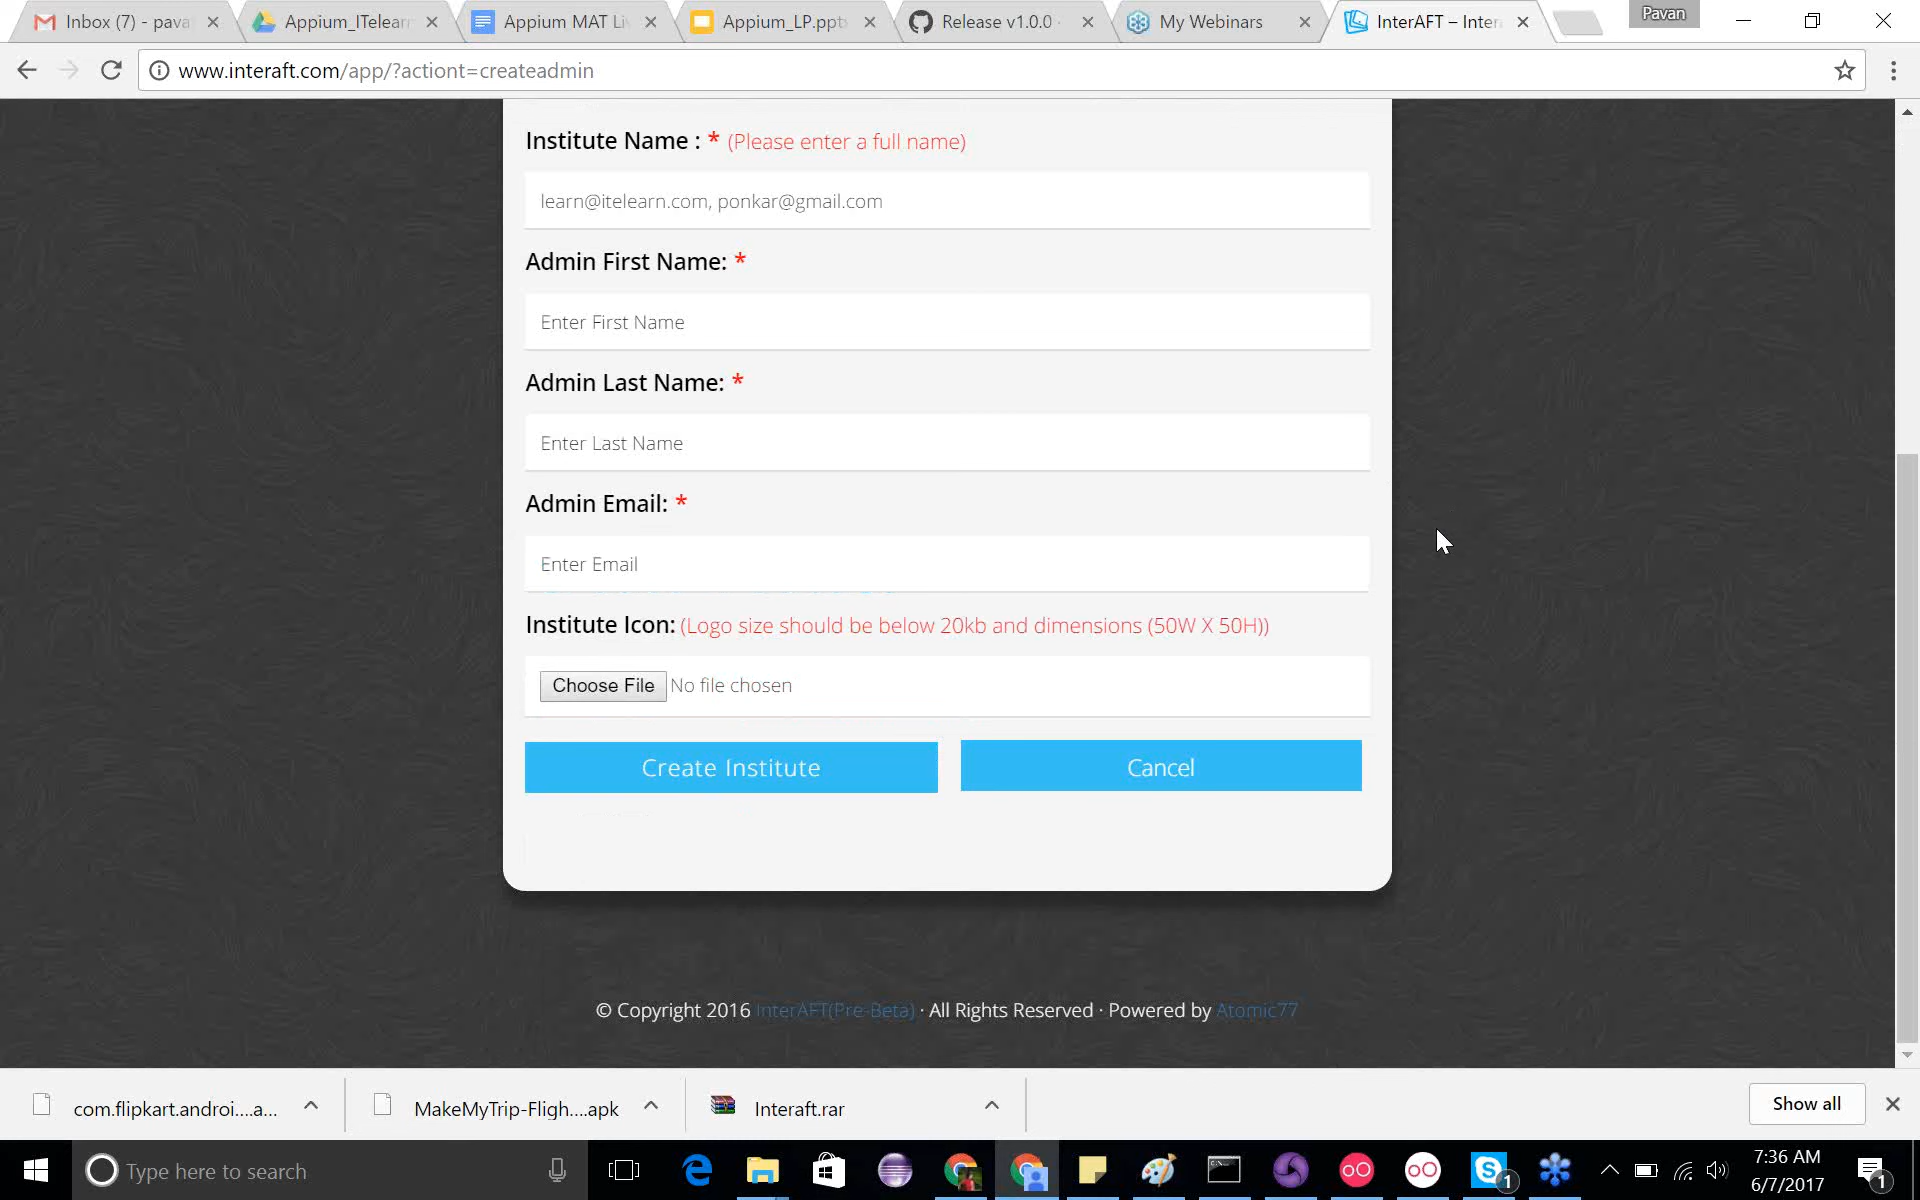 Inbox (7) - pava
Appium_ITelearn
Appium MAT Li
Appium_LP.ppt
Release v1.0.0
My Webinars
InterAFT – Inter
Pavan
www.interaft.com/app/?actiont=createadmin
Institute Name : * (Please enter a full name)
learn@itelearn.com, ponkar@gmail.com
Admin First Name: *
Enter First Name
Admin Last Name: *
Enter Last Name
Admin Email: *
Enter Email
Institute Icon: (Logo size should be below 20kb and dimensions (50W X 50H))
Choose File No file chosen
Create Institute
Cancel
© Copyright 2016 InterAFT(Pre-Beta) · All Rights Reserved · Powered by Atomic77
com.flipkart.androi....a...
MakeMyTrip-Fligh....apk
Interaft.rar
Show all
Type here to search
1
7:36 AM
6/7/2017
1